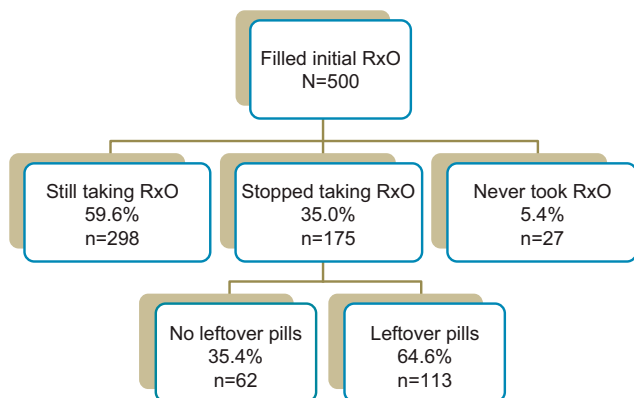 Filled initial RxO
N=500
Still taking RxO
59.6%
n=298
Stopped taking RxO
35.0%
n=175
Never took RxO
5.4%
n=27
No leftover pills
35.4%
n=62
Leftover pills
64.6%
n=113